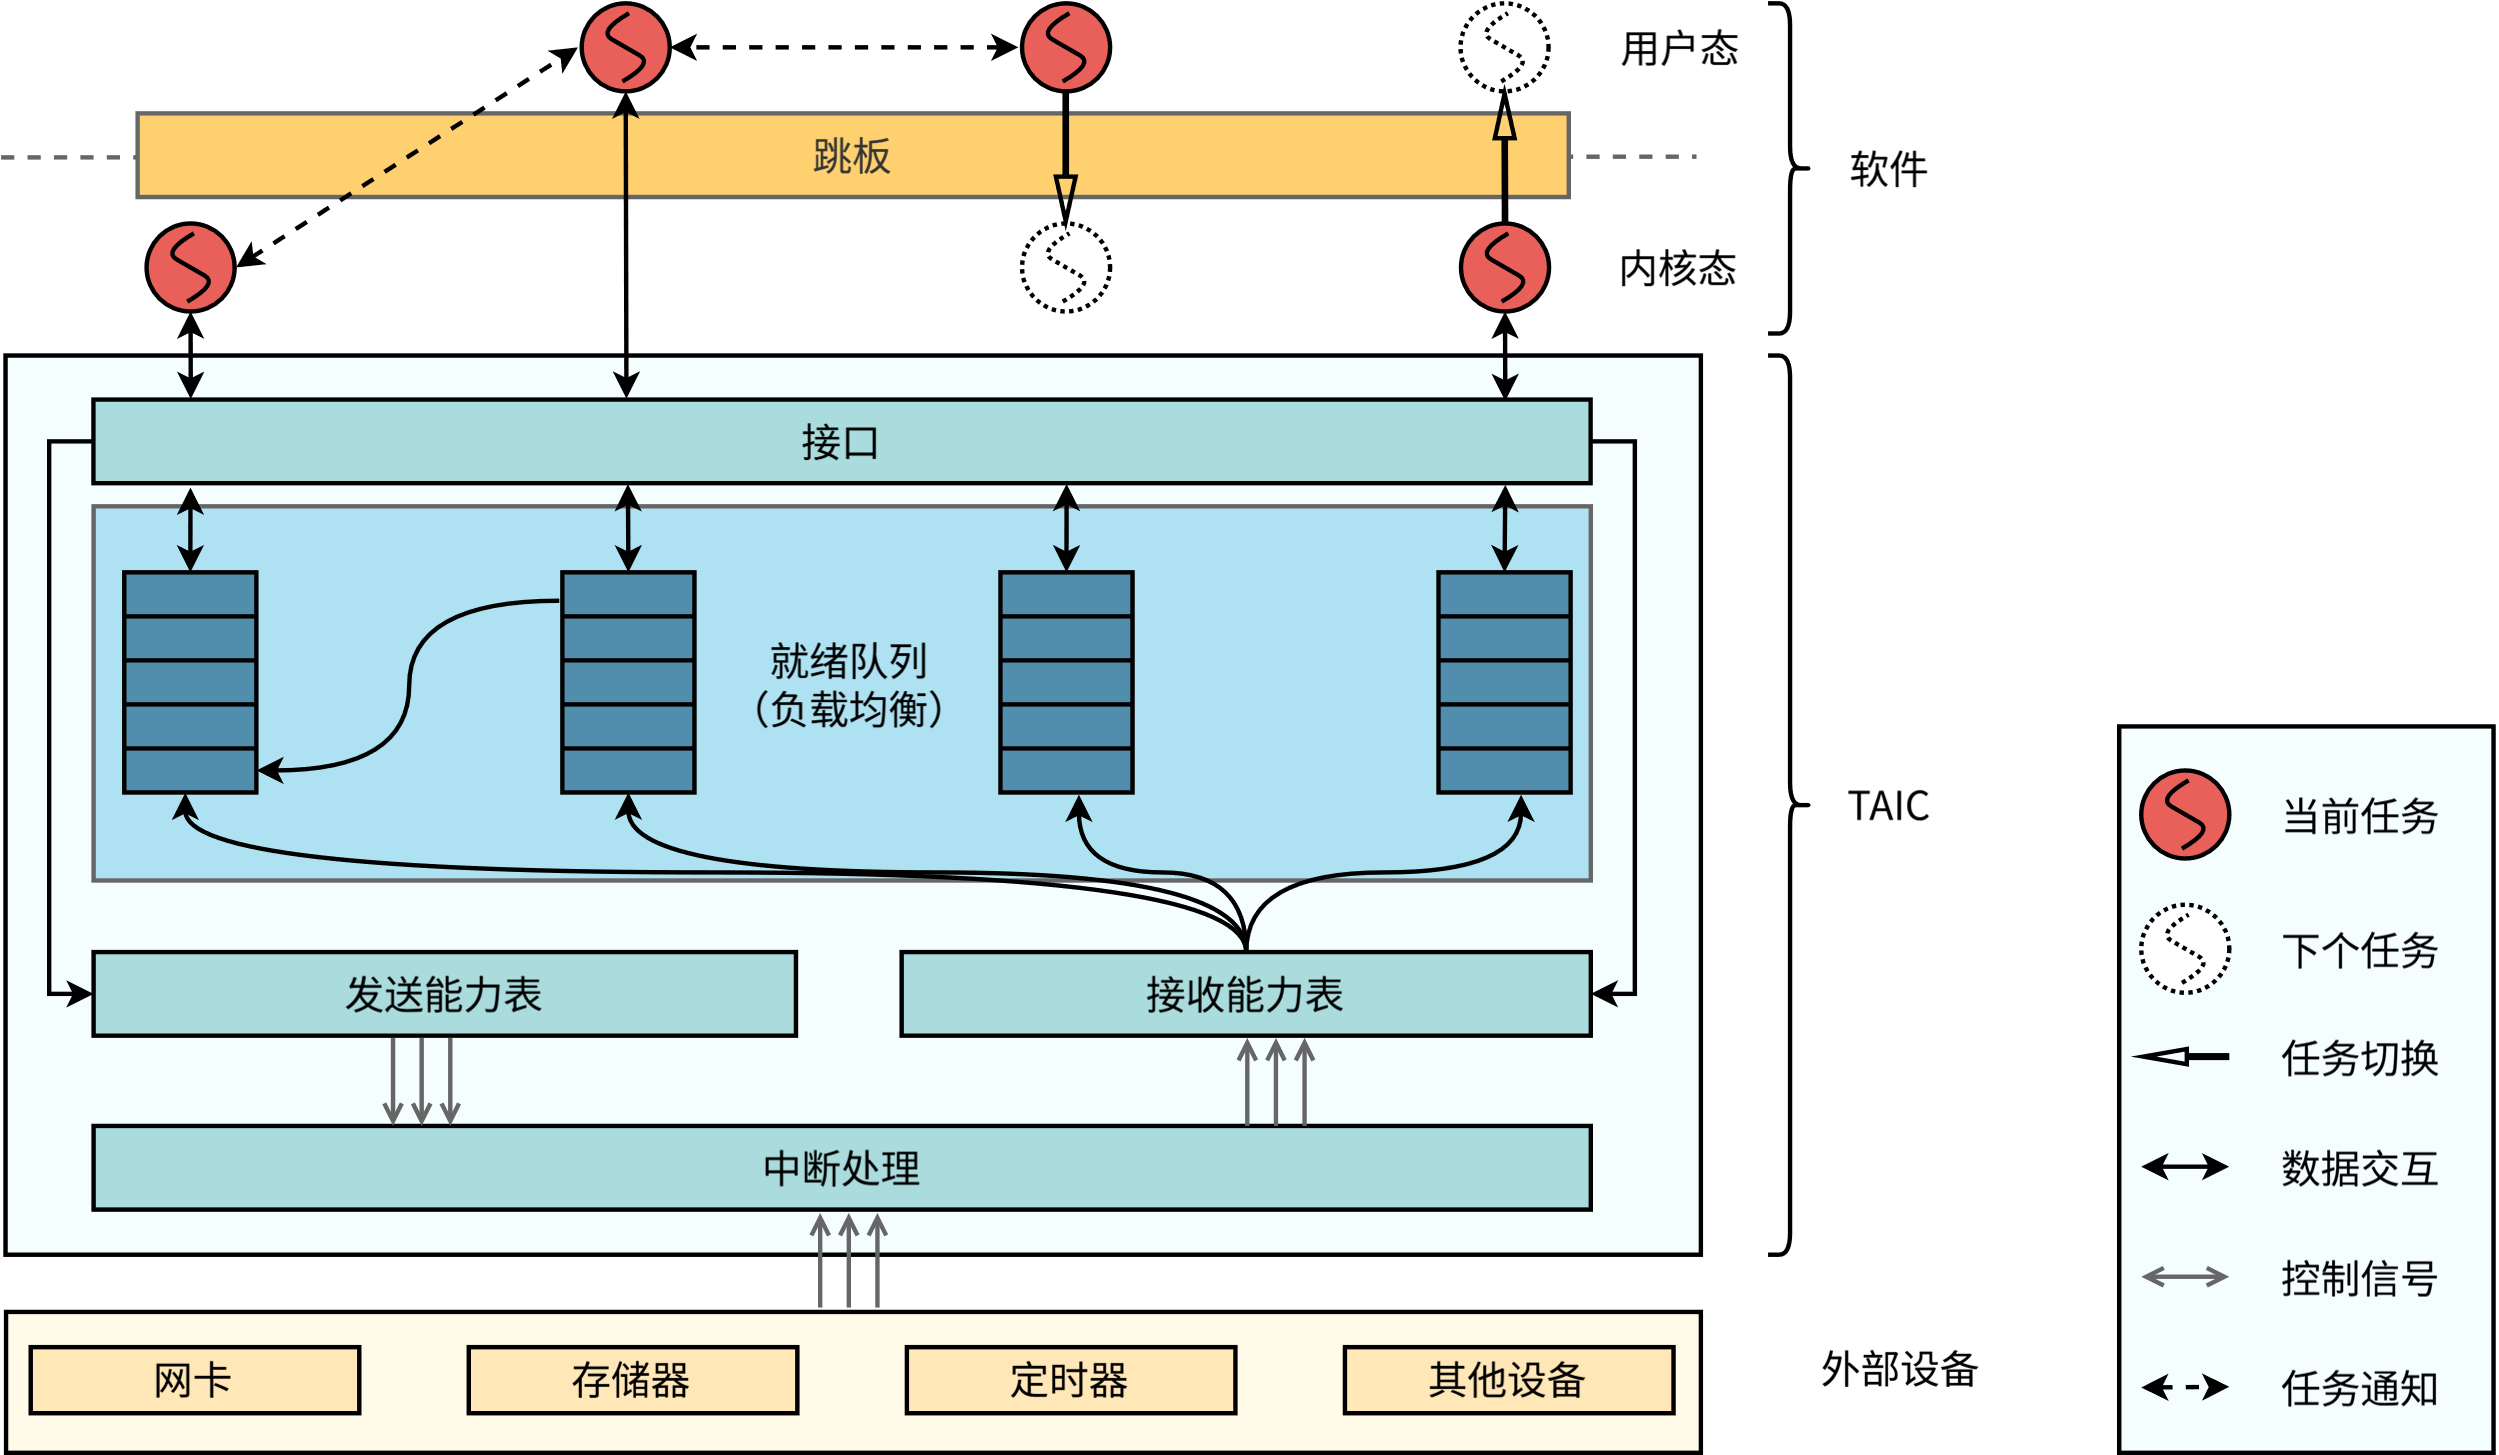 用户态
跳板
软件
内核态
接口
就绪队列
（负载均衡）
TAIC
发送能力表
接收能力表
中断处理
网卡
存储器
定时器
其他设备
外部设备
当前任务
下个任务
任务切换
数据交互
控制信号
任务通知